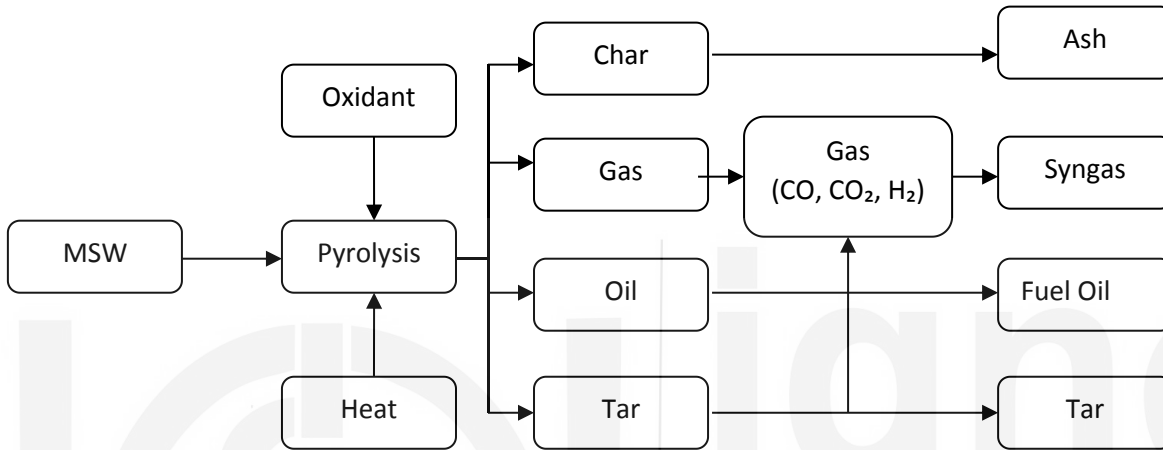 Char
Ash
Oxidant
Gas
Gas
(CO, CO₂, H₂)
Syngas
MSW
Pyrolysis
Oil
Fuel Oil
Heat
Tar
Tar